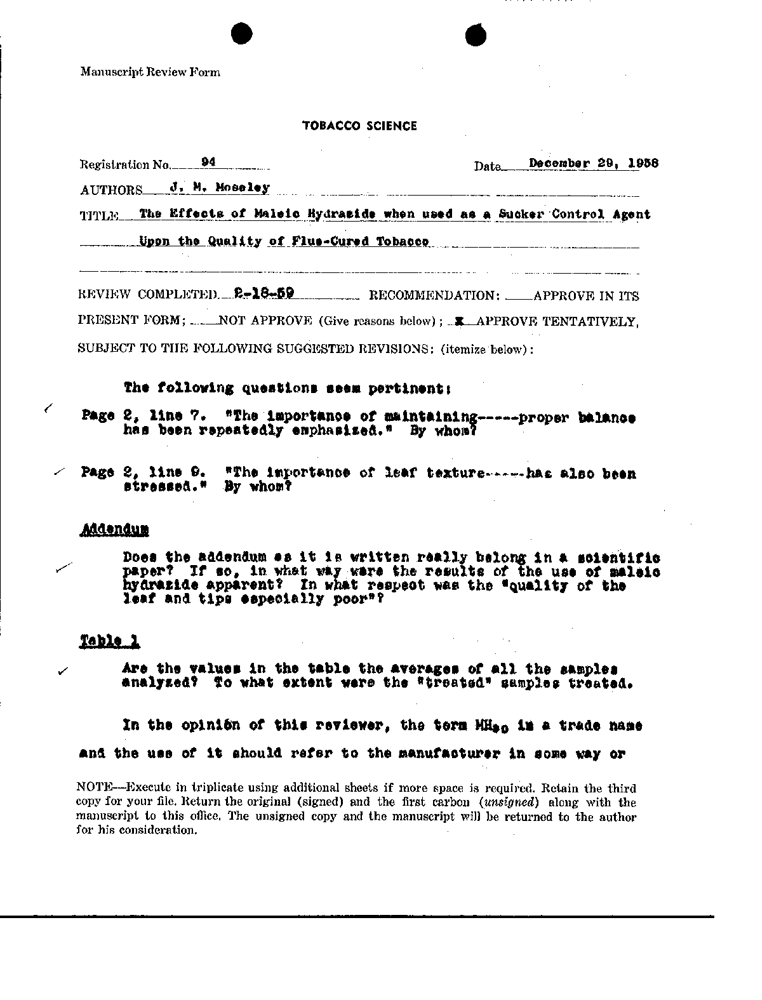 Manuscript Review Form
TOBACCO SCIENCE
Registration No. 94 Date December 29, 1958
AUTHORS J. M. Moseley
TITLE The Effects of Maleic Hydrazide when used as a Sucker Control Agent
Upon the Quality of Flue-Cured Tobacco
REVIEW COMPLETED 2-18-59 RECOMMENDATION: APPROVE IN ITS
PRESENT FORM; NOT APPROVE (Give reasons below); X APPROVE TENTATIVELY,
SUBJECT TO THE FOLLOWING SUGGESTED REVISIONS: (itemize below):
The following questions seem pertinent:
Page 2, line 7. "The importance of maintaining-----proper balance
has been repeatedly emphasized." By whom?
Page 2, line 9. "The importance of leaf texture-----has also been
stressed." By whom?
Addendum
Does the addendum as it is written really belong in a scientific
paper? If so, in what way were the results of the use of maleic
hydrazide apparent? In what respect was the "quality of the
leaf and tips especially poor"?
Table 1
Are the values in the table the averages of all the samples
analyzed? To what extent were the "treated" samples treated.
In the opinion of this reviewer, the term MH30 is a trade name
and the use of it should refer to the manufacturer in some way or
NOTE—Execute in triplicate using additional sheets if more space is required. Retain the third
copy for your file. Return the original (signed) and the first carbon (unsigned) along with the
manuscript to this office. The unsigned copy and the manuscript will be returned to the author
for his consideration.